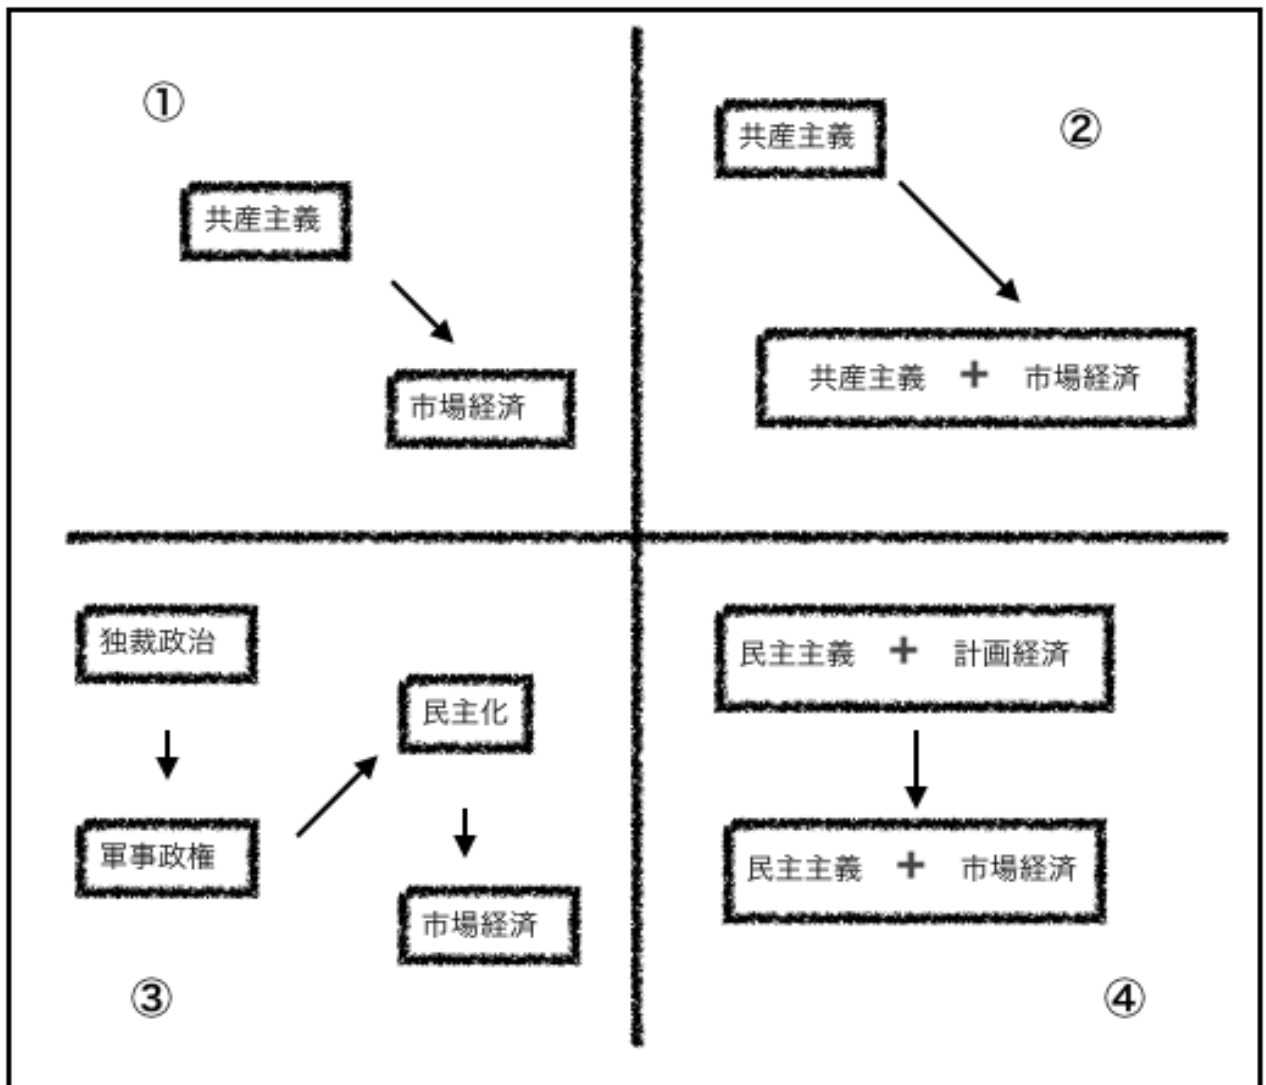 ①
共産主義
市場経済
②
共産主義
共産主義 + 市場経済
独裁政治
軍事政権
民主化
市場経済
③
民主主義 + 計画経済
民主主義 + 市場経済
④